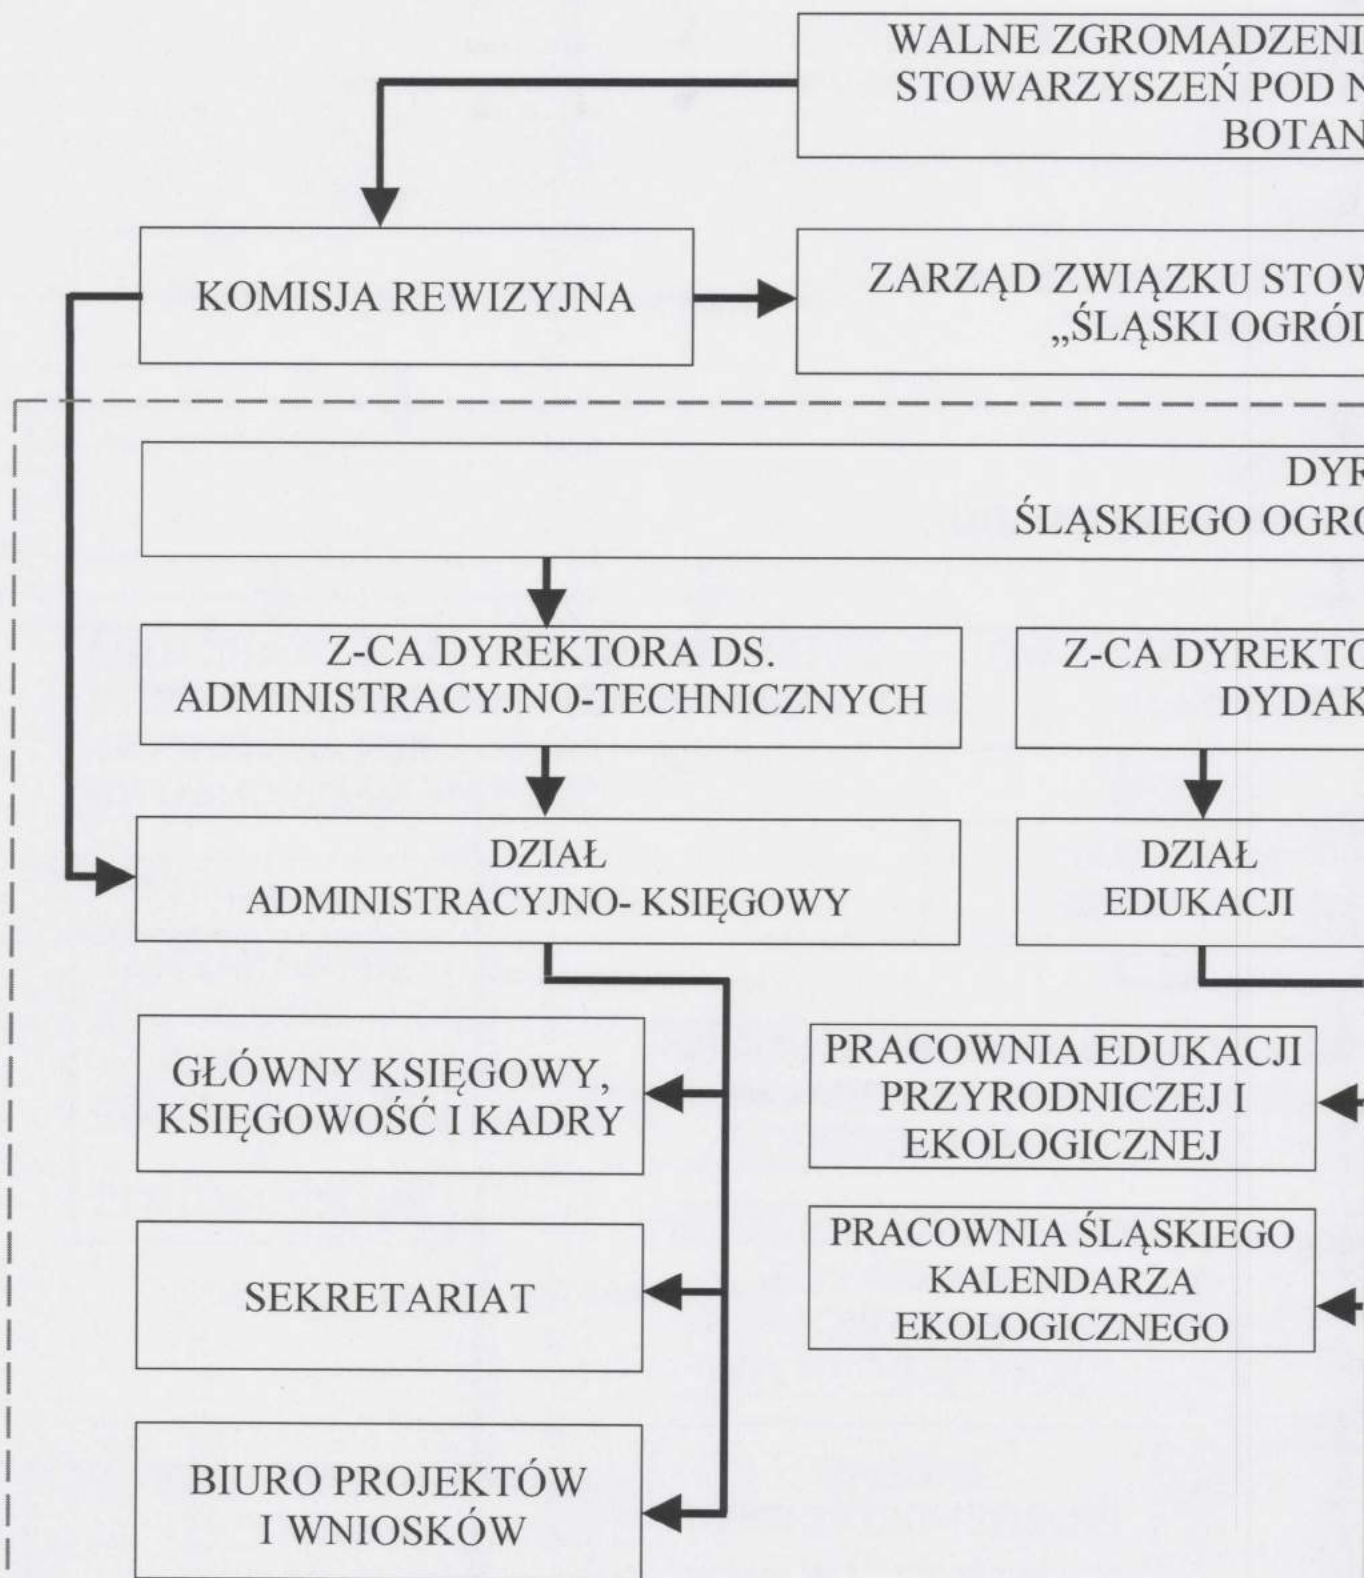 WALNE ZGROMADZENI
STOWARZYSZEŃ POD N
BOTAN
KOMISJA REWIZYJNA
ZARZĄD ZWIĄZKU STOW
„ŚLĄSKI OGRÓD
DYR
ŚLĄSKIEGO OGRO
Z-CA DYREKTORA DS.
ADMINISTRACYJNO-TECHNICZNYCH
Z-CA DYREKTO
DYDAK
DZIAŁ
ADMINISTRACYJNO- KSIĘGOWY
DZIAŁ
EDUKACJI
GŁÓWNY KSIĘGOWY,
KSIĘGOWOŚĆ I KADRY
PRACOWNIA EDUKACJI
PRZYRODNICZEJ I
EKOLOGICZNEJ
SEKRETARIAT
PRACOWNIA ŚLĄSKIEGO
KALENDARZA
EKOLOGICZNEGO
BIURO PROJEKTÓW
I WNIOSKÓW